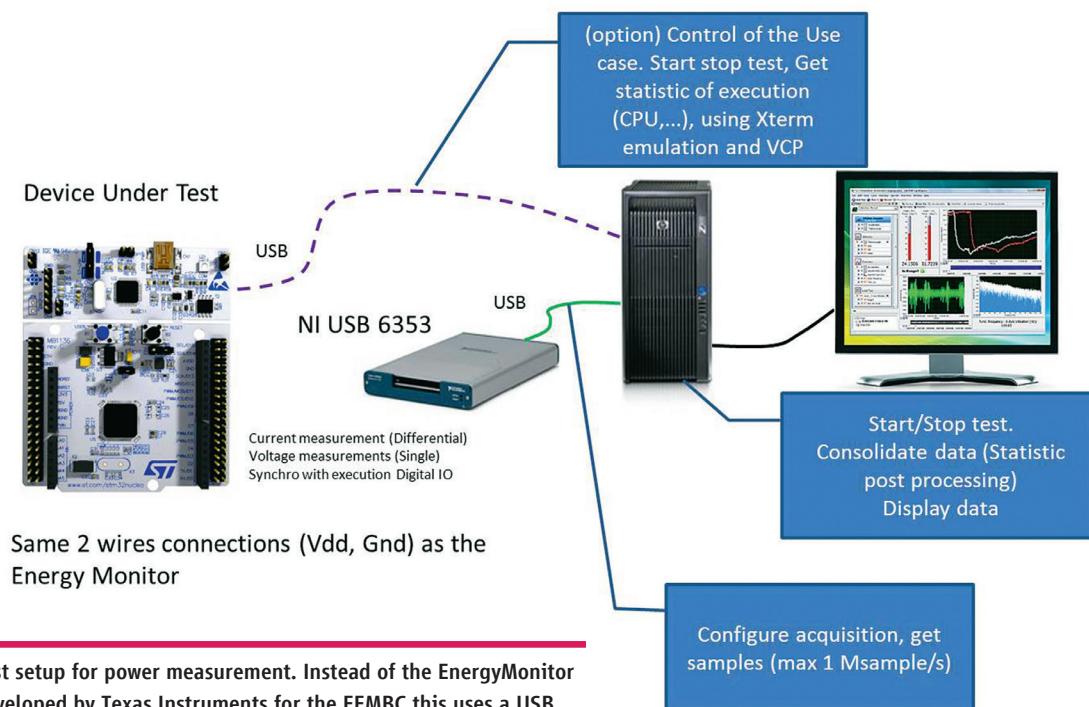 (option) Control of the Use
case. Start stop test, Get
statistic of execution
(CPU,...), using Xterm
emulation and VCP
Device Under Test
USB
USB
NI USB 6353
Current measurement (Differential)
Voltage measurements (Single)
Synchro with execution Digital IO
www.st.com/stm32nucleo
Start/Stop test.
Consolidate data (Statistic
post processing)
Display data
Same 2 wires connections (Vdd, Gnd) as the
Energy Monitor
Configure acquisition, get
samples (max 1 Msample/s)
st setup for power measurement. Instead of the EnergyMonitor
veloped by Texas Instruments for the EEMBC this uses a USB